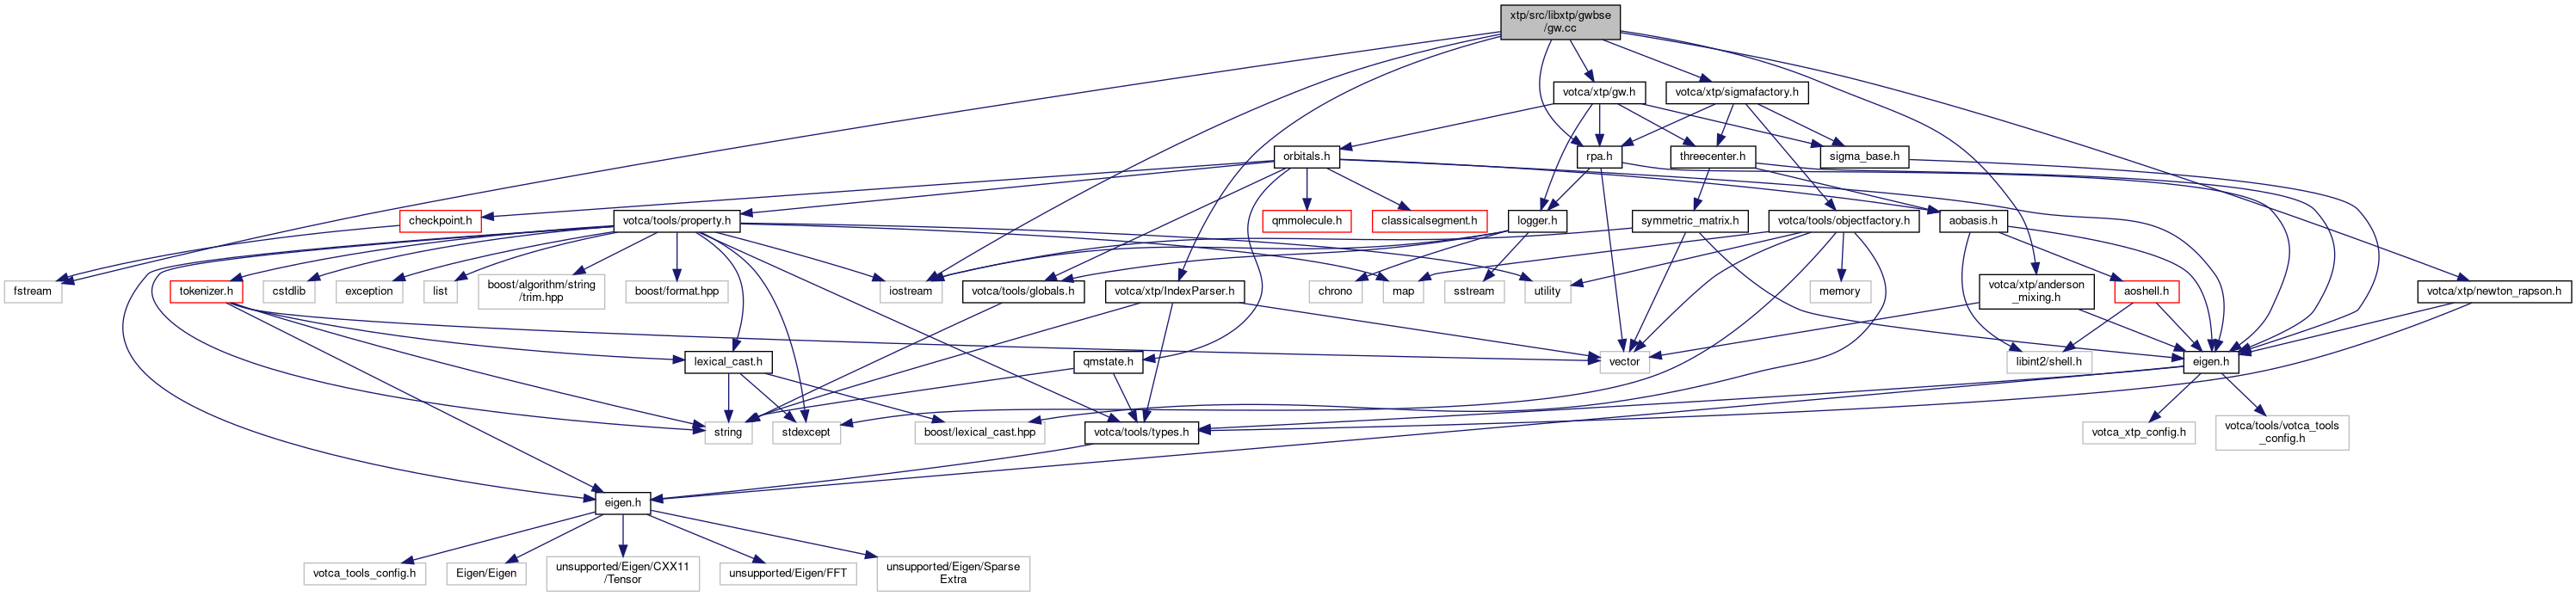 xtp/src/libxtp/gwbse
/gw.cc
votca/xtp/gw.h
votca/xtp/sigmafactory.h
orbitals.h
rpa.h
threecenter.h
sigma_base.h
checkpoint.h
votca/tools/property.h
qmmolecule.h
classicalsegment.h
logger.h
symmetric_matrix.h
votca/tools/objectfactory.h
aobasis.h
fstream
tokenizer.h
cstdlib
exception
list
boost/algorithm/string
/trim.hpp
boost/format.hpp
iostream
votca/tools/globals.h
votca/xtp/IndexParser.h
chrono
map
sstream
utility
memory
votca/xtp/anderson
_mixing.h
aoshell.h
votca/xtp/newton_rapson.h
lexical_cast.h
qmstate.h
vector
libint2/shell.h
eigen.h
string
stdexcept
boost/lexical_cast.hpp
votca/tools/types.h
votca_xtp_config.h
votca/tools/votca_tools
_config.h
eigen.h
votca_tools_config.h
Eigen/Eigen
unsupported/Eigen/CXX11
/Tensor
unsupported/Eigen/FFT
unsupported/Eigen/Sparse
Extra